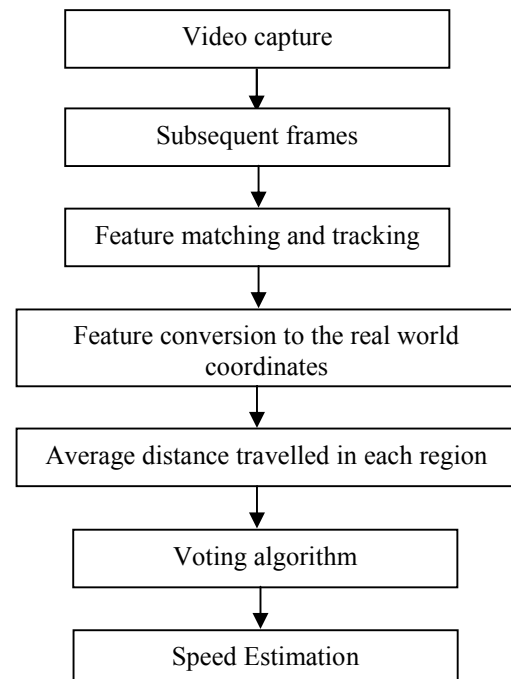 Video capture
Subsequent frames
Feature matching and tracking
Feature conversion to the real world
coordinates
Average distance travelled in each region
Voting algorithm
Speed Estimation